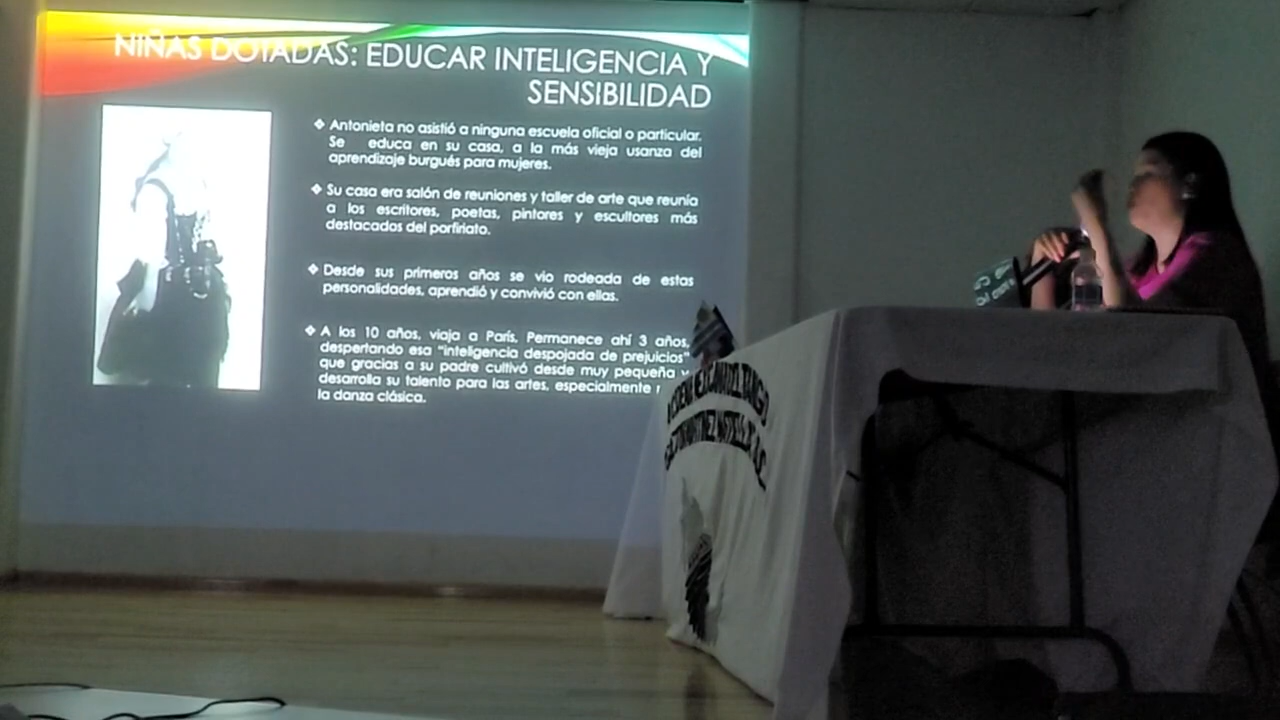 NIÑAS DOTADAS: EDUCAR INTELIGENCIA Y
SENSIBILIDAD
❖ Antonieta no asistió a ninguna escuela oficial o particular.
Se educa en su casa, a la más vieja usanza del
aprendizaje burgués para mujeres.
❖ Su casa era salón de reuniones y taller de arte que reunía
a los escritores, poetas, pintores y escultores más
destacados del porfiriato.
❖ Desde sus primeros años se vio rodeada de estas
personalidades, aprendió y convivió con ellas.
❖ A los 10 años, viaja a París. Permanece ahí 3 años,
despertando esa "inteligencia despojada de prejuicios"
que gracias a su padre cultivó desde muy pequeña y
desarrolla su talento para las artes, especialmente
la danza clásica.